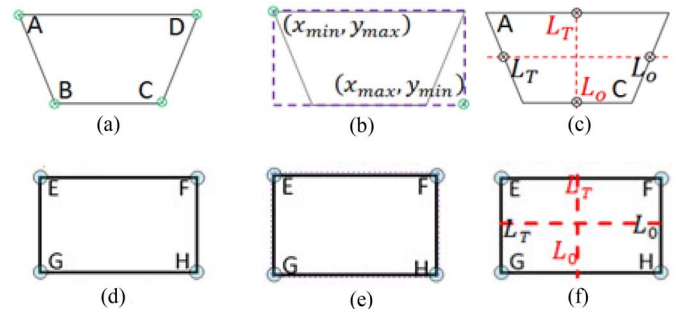 A D
B C
(a)
(x_min, y_max)
(x_max, y_min)
(b)
A L_T
L_T L_O
L_O C
(c)
E F
G H
(d)
E F
G H
(e)
E L_T F
L_T L_0
L_0
G H
(f)